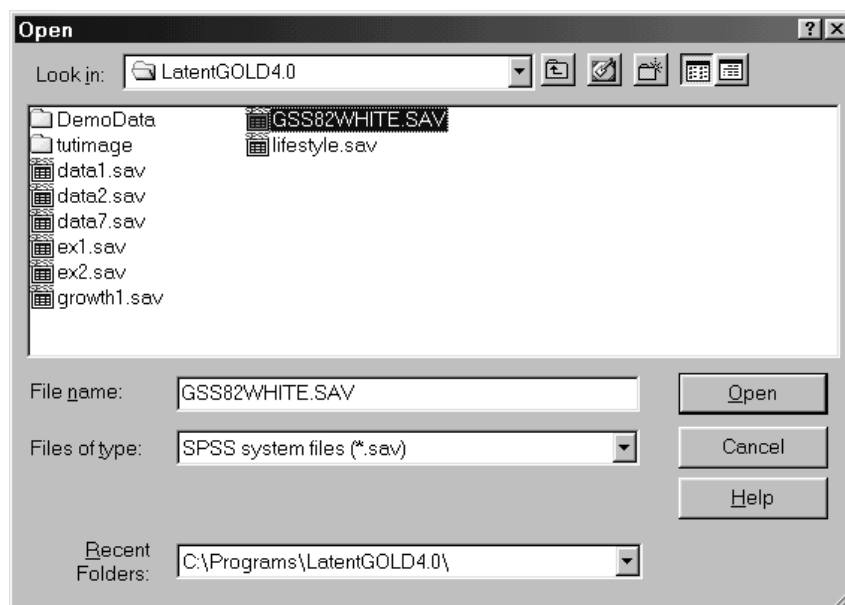 Open
Look in: LatentGOLD4.0
DemoData
tutimage
data1.sav
data2.sav
data7.sav
ex1.sav
ex2.sav
growth1.sav
GSS82WHITE.SAV
lifestyle.sav
File name: GSS82WHITE.SAV
Open
Files of type: SPSS system files (*.sav)
Cancel
Help
Recent
Folders: C:\Programs\LatentGOLD4.0\